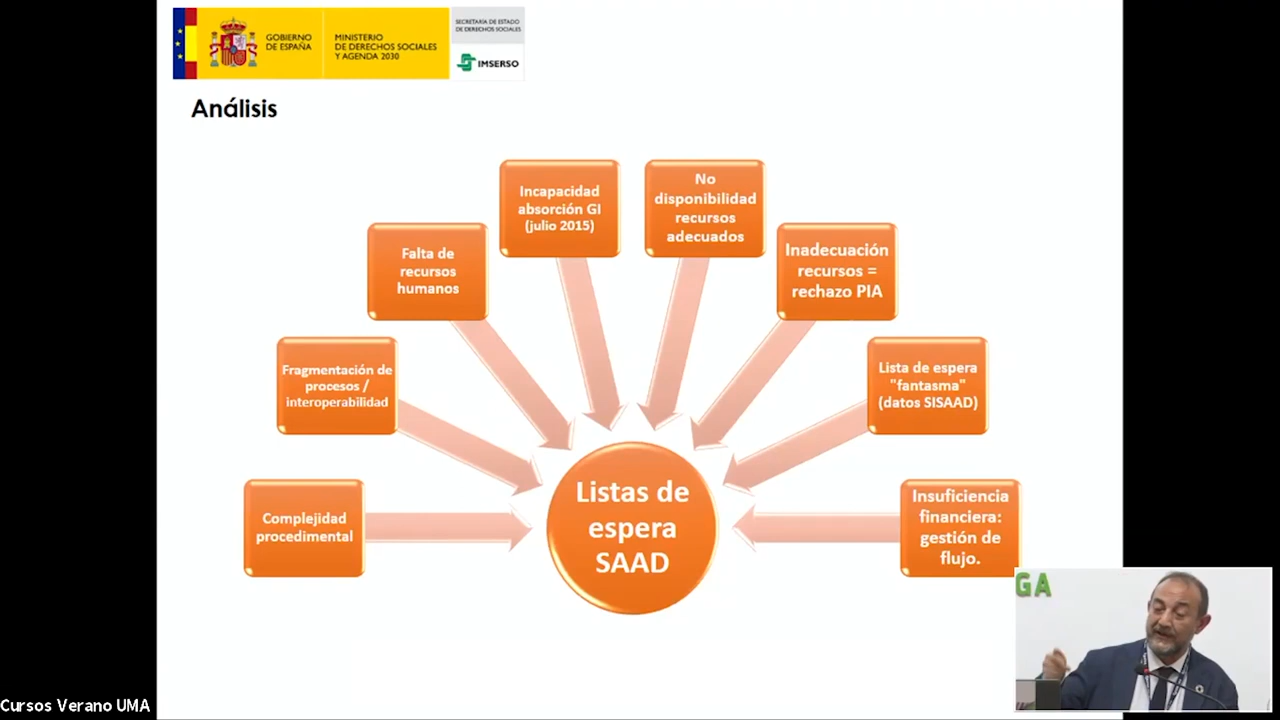 GOBIERNO
DE ESPAÑA
MINISTERIO
DE DERECHOS SOCIALES
Y AGENDA 2030
SECRETARÍA DE ESTADO
DE DERECHOS SOCIALES
IMSERSO
Análisis
Complejidad
procedimental
Fragmentación de
procesos /
interoperabilidad
Falta de
recursos
humanos
Incapacidad
absorción GI
(julio 2015)
No
disponibilidad
recursos
adecuados
Inadecuación
recursos =
rechazo PIA
Lista de espera
"fantasma"
(datos SISAAD)
Insuficiencia
financiera:
gestión de
flujo.
Listas de
espera
SAAD
GA
Cursos Verano UMA